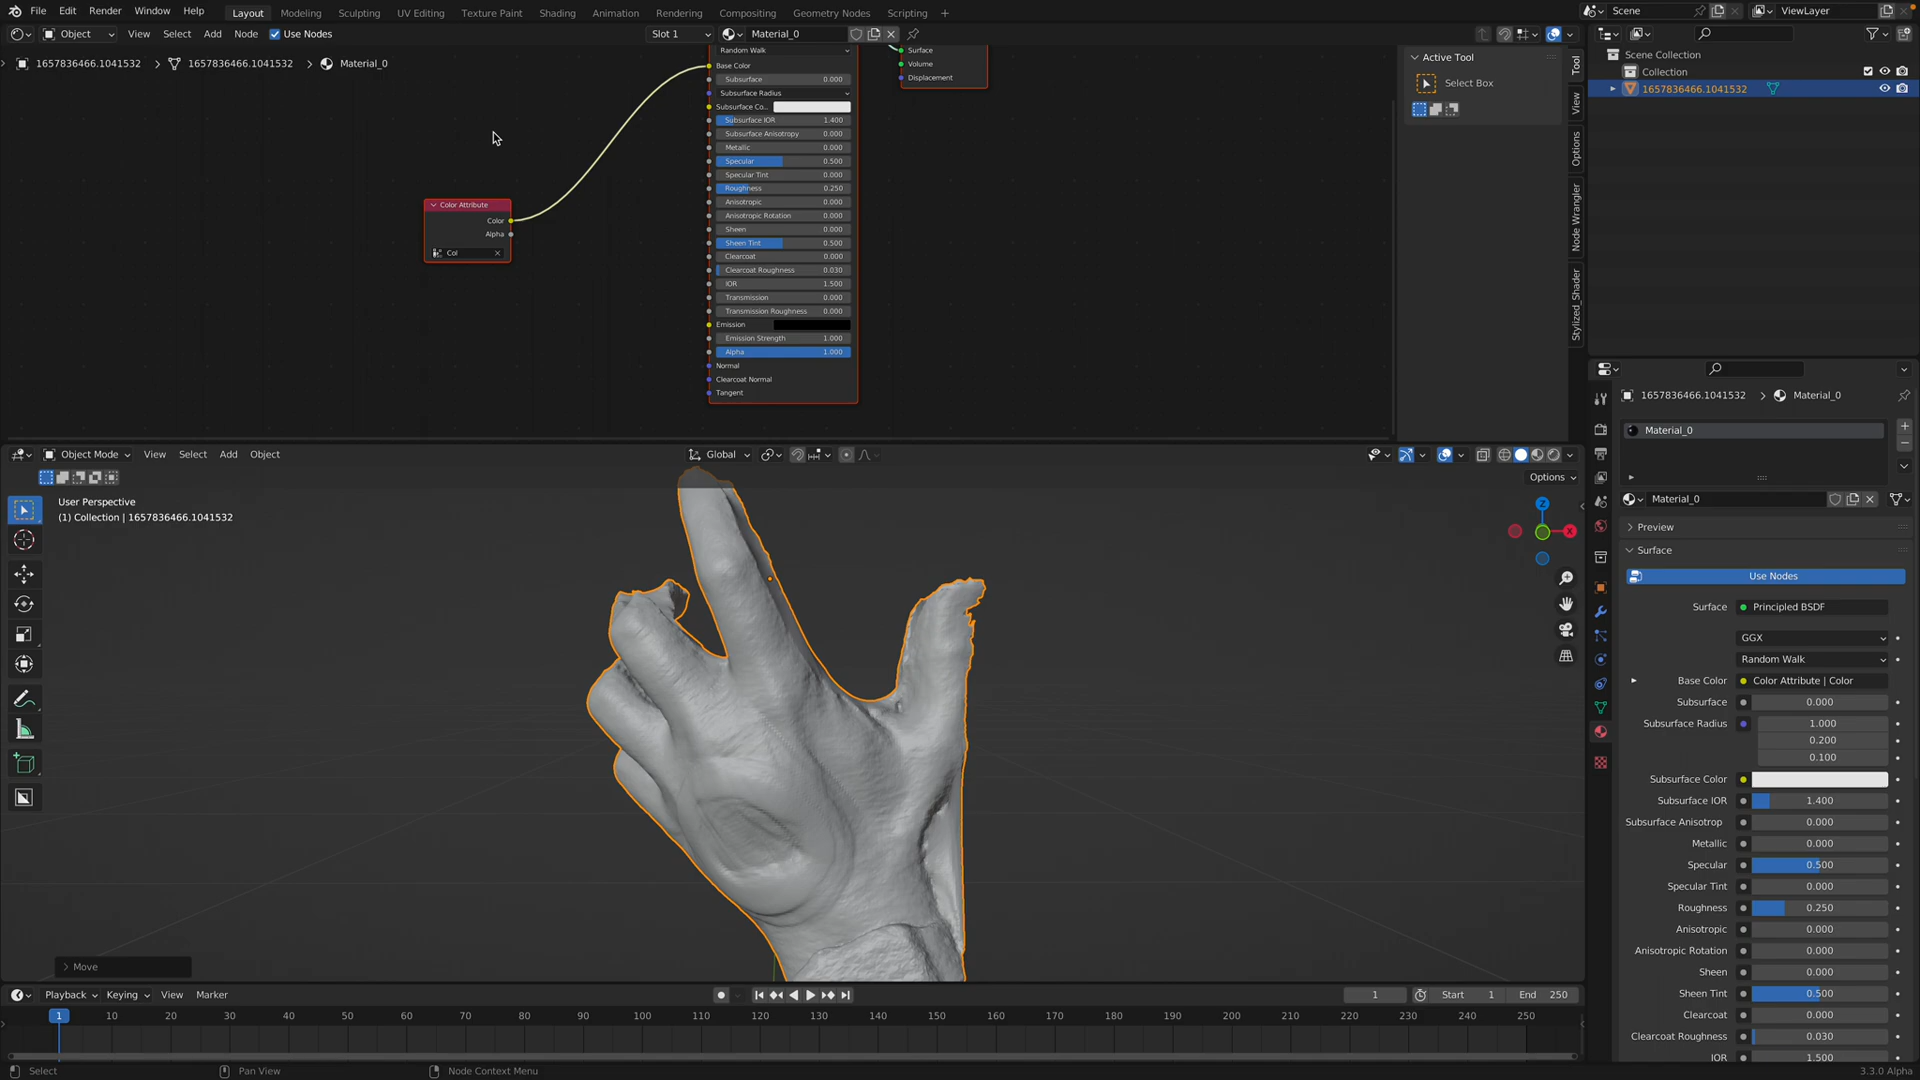 File Edit Render Window Help Layout Modeling Sculpting UV Editing Texture Paint Shading Animation Rendering Compositing Geometry Nodes Scripting + Scene ViewLayer
Object View Select Add Node Use Nodes Slot 1 Material_0
1657836466.1041532 > 1657836466.1041532 > Material_0
Random Walk
Base Color
Subsurface 0.000
Subsurface Radius
Subsurface Co...
Subsurface IOR 1.400
Subsurface Anisotropy 0.000
Metallic 0.000
Specular 0.500
Specular Tint 0.000
Roughness 0.250
Anisotropic 0.000
Anisotropic Rotation 0.000
Sheen 0.000
Sheen Tint 0.500
Clearcoat 0.000
Clearcoat Roughness 0.030
IOR 1.500
Transmission 0.000
Transmission Roughness 0.000
Emission
Emission Strength 1.000
Alpha 1.000
Normal
Clearcoat Normal
Tangent
Surface
Volume
Displacement
Color Attribute
Color
Alpha
Col
Active Tool
Select Box
Tool
View
Options
Node Wrangler
Stylized_Shader
Scene Collection
Collection
1657836466.1041532
Object Mode View Select Add Object Global
Options
User Perspective
(1) Collection | 1657836466.1041532
Z
X
Move
1657836466.1041532 > Material_0
Material_0
Material_0
Preview
Surface
Use Nodes
Surface Principled BSDF
GGX
Random Walk
Base Color Color Attribute | Color
Subsurface 0.000
Subsurface Radius 1.000
0.200
0.100
Subsurface Color
Subsurface IOR 1.400
Subsurface Anisotrop 0.000
Metallic 0.000
Specular 0.500
Specular Tint 0.000
Roughness 0.250
Anisotropic 0.000
Anisotropic Rotation 0.000
Sheen 0.000
Sheen Tint 0.500
Clearcoat 0.000
Clearcoat Roughness 0.030
IOR 1.500
Playback Keying View Marker 1 Start 1 End 250
1 10 20 30 40 50 60 70 80 90 100 110 120 130 140 150 160 170 180 190 200 210 220 230 240 250
Select Pan View Node Context Menu 3.3.0 Alpha